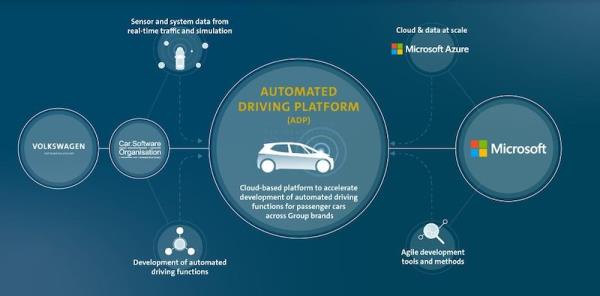 Sensor and system data from
real-time traffic and simulation
Cloud & data at scale
Microsoft Azure
AUTOMATED
DRIVING PLATFORM
(ADP)
VOLKSWAGEN
Car.Software
Organisation
Microsoft
Cloud-based platform to accelerate
development of automated driving
functions for passenger cars
across Group brands
Development of automated
driving functions
Agile development
tools and methods